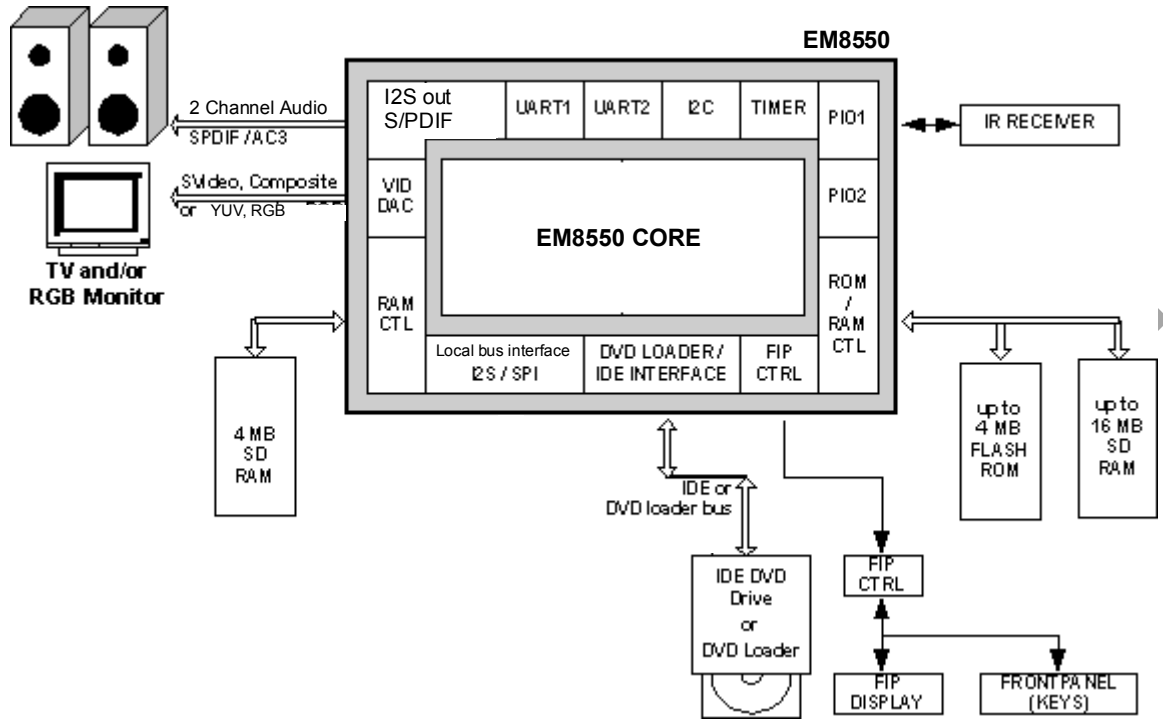 EM8550
I2S out
S/PDIF
UART1
UART2
I2C
TIMER
PIO1
2 Channel Audio
SPDIF/AC3
IR RECEIVER
SVideo, Composite
or YUV, RGB
VID
DAC
PIO2
EM8550 CORE
TV and/or
RGB Monitor
RAM
CTL
ROM
/
RAM
CTL
Local bus interface
I2S / SPI
DVD LOADER /
IDE INTERFACE
FIP
CTRL
4 MB
SD
RAM
up to
4 MB
FLASH
ROM
up to
16 MB
SD
RAM
IDE or
DVD loader bus
IDE DVD
Drive
or
DVD Loader
FIP
CTRL
FIP
DISPLAY
FRONTPANEL
(KEYS)